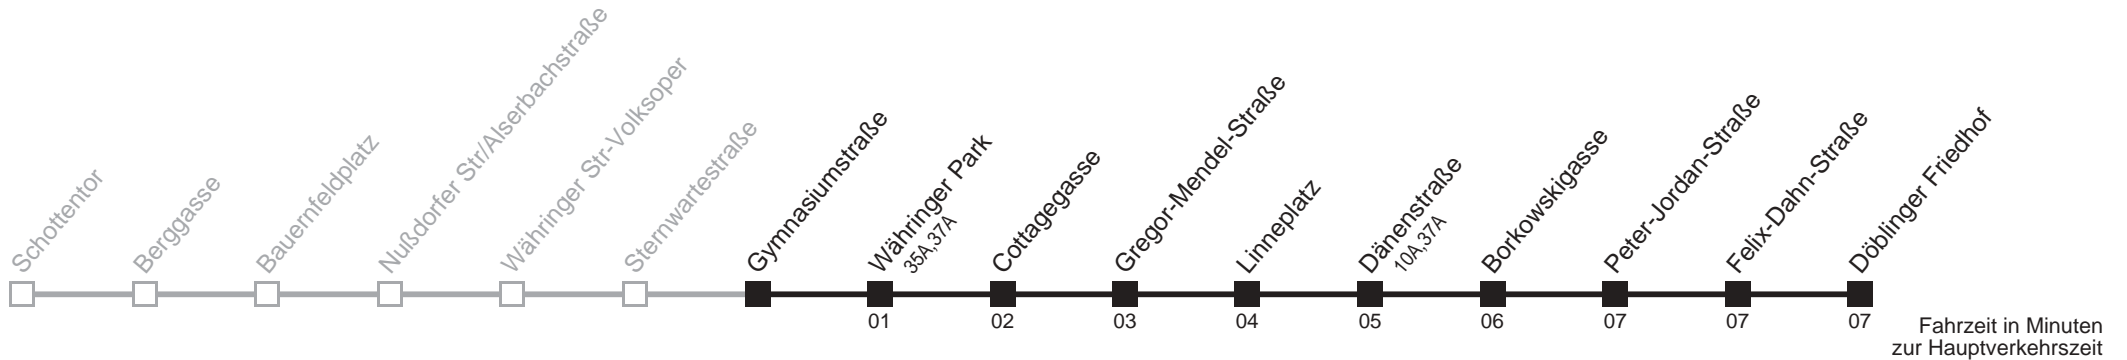 Schottentor
Berggasse
Bauernfeldplatz
Nußdorfer Str/Alserbachstraße
Währinger Str-Volksoper
Sternwartestraße
Gymnasiumstraße
Währinger Park
35A,37A
Cottagegasse
Gregor-Mendel-Straße
Linneplatz
Dänenstraße
10A,37A
Borkowskigasse
Peter-Jordan-Straße
Felix-Dahn-Straße
Döblinger Friedhof
01 02 03 04 05 06 07 07 07
Fahrzeit in Minuten
zur Hauptverkehrszeit